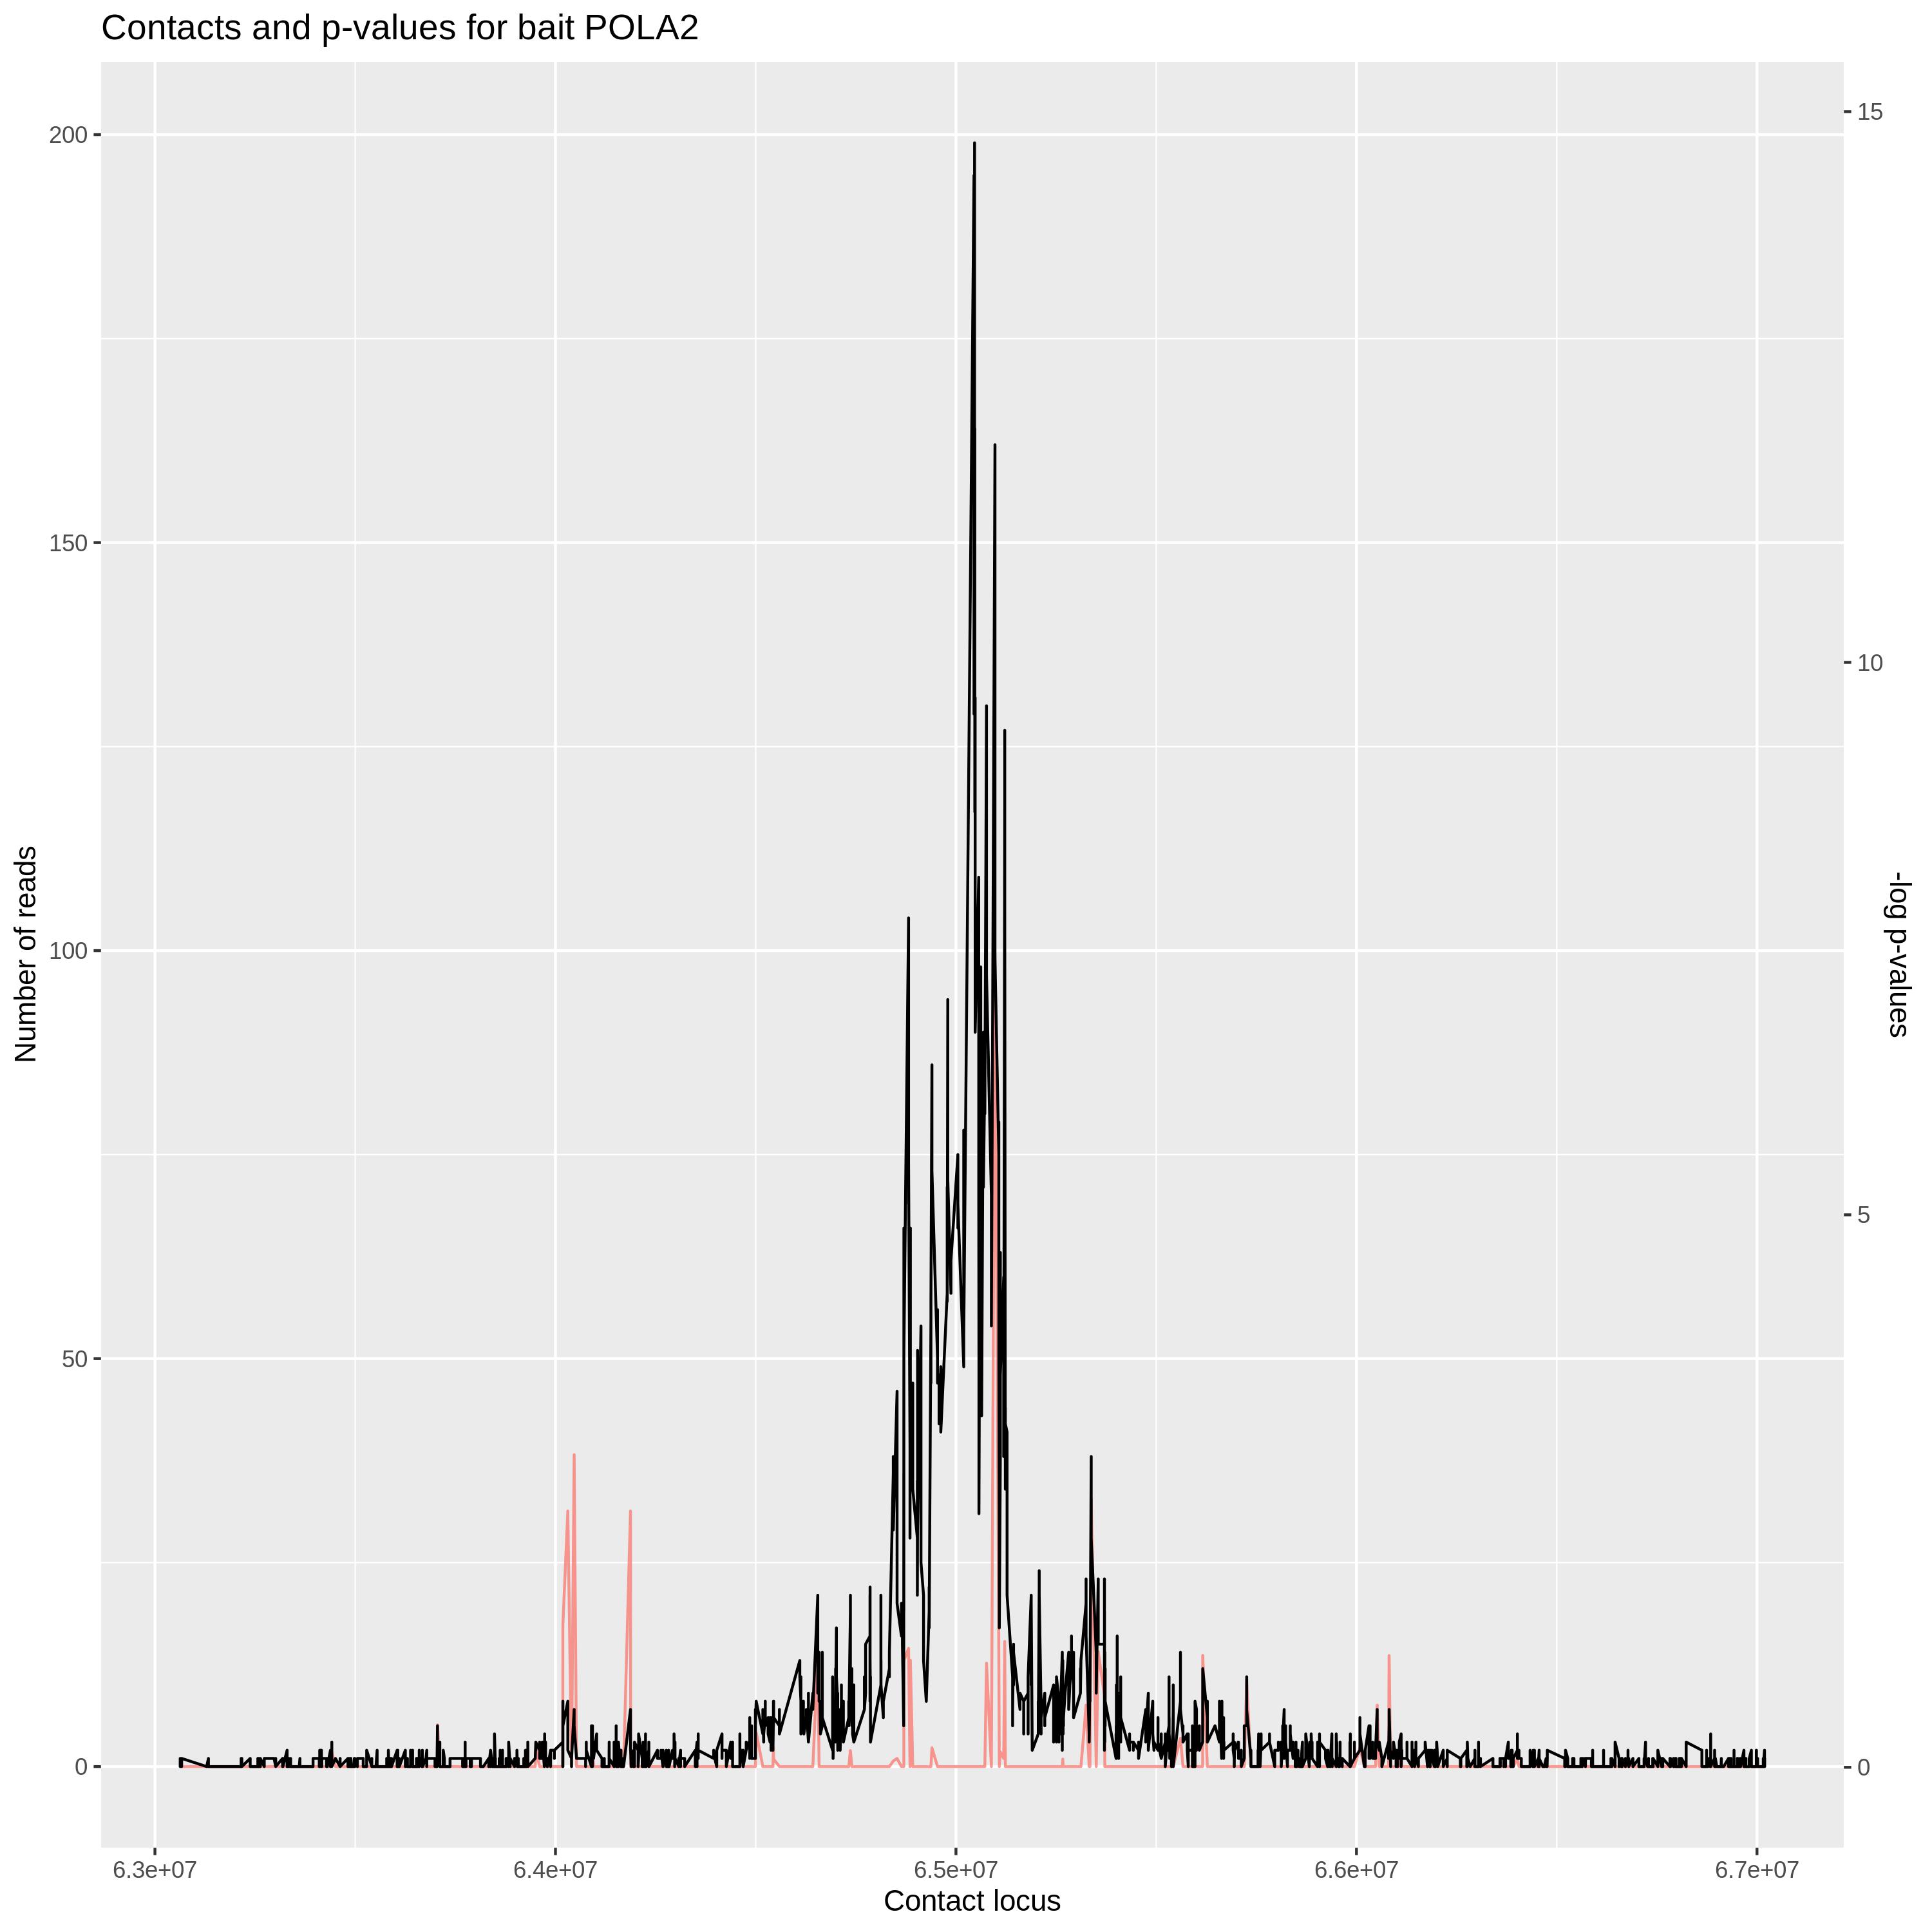 Contacts and p-values for bait POLA2
200
150
100
50
0
Number of reads
15
10
5
0
-log p-values
6.3e+07
6.4e+07
6.5e+07
6.6e+07
6.7e+07
Contact locus